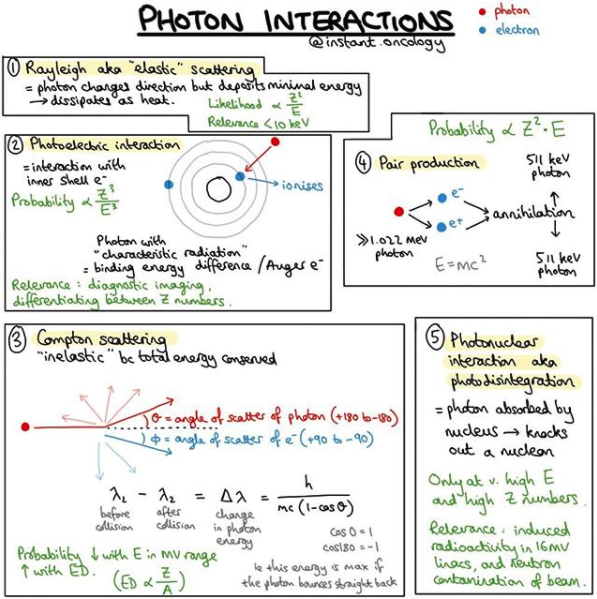 PHOTON INTERACTIONS
@instant.oncology
photon
electron
① Rayleigh aka "elastic" scattering
= photon changes direction but deposits minimal energy
→ dissipates as heat.
Likelihood ∝ Z²/E
Relevance < 10 keV
② Photoelectric interaction
= interaction with
inner shell e⁻
Probability ∝ Z³/E³
ionises
Photon with
"characteristic radiation"
= binding energy difference / Auger e⁻
Relevance : diagnostic imaging,
differentiating between Z numbers.
Probability ∝ Z² · E
④ Pair production
511 keV
photon
e⁻
e⁺
annihilation
≫1.022 MeV
photon
E=mc²
511 keV
photon
③ Compton scattering
"inelastic" bc total energy conserved
θ = angle of scatter of photon (+180 to -180)
ϕ = angle of scatter of e⁻ (+90 to -90)
λ₂ - λ₂ = Δλ = h / mc (1-cosθ)
before
collision
after
collision
change
in photon
energy
cos 0 = 1
cos180 = -1
Probability ↓ with E in MV range
↑ with ED. (ED ∝ Z/A)
ie this energy is max if
the photon bounces straight back
⑤ Photonuclear
interaction aka
photodisintegration
= photon absorbed by
nucleus → knocks
out a nucleon
Only at v. high E
and high Z numbers.
Relevance : induced
radioactivity in 16MV
linacs, and neutron
contamination of beam.